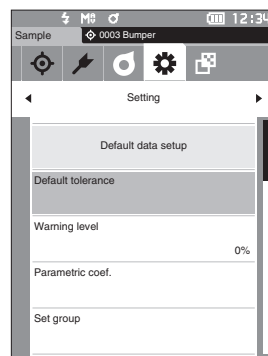 M 12:34
Sample 0003 Bumper
Setting
Default data setup
Default tolerance
Warning level
0%
Parametric coef.
Set group